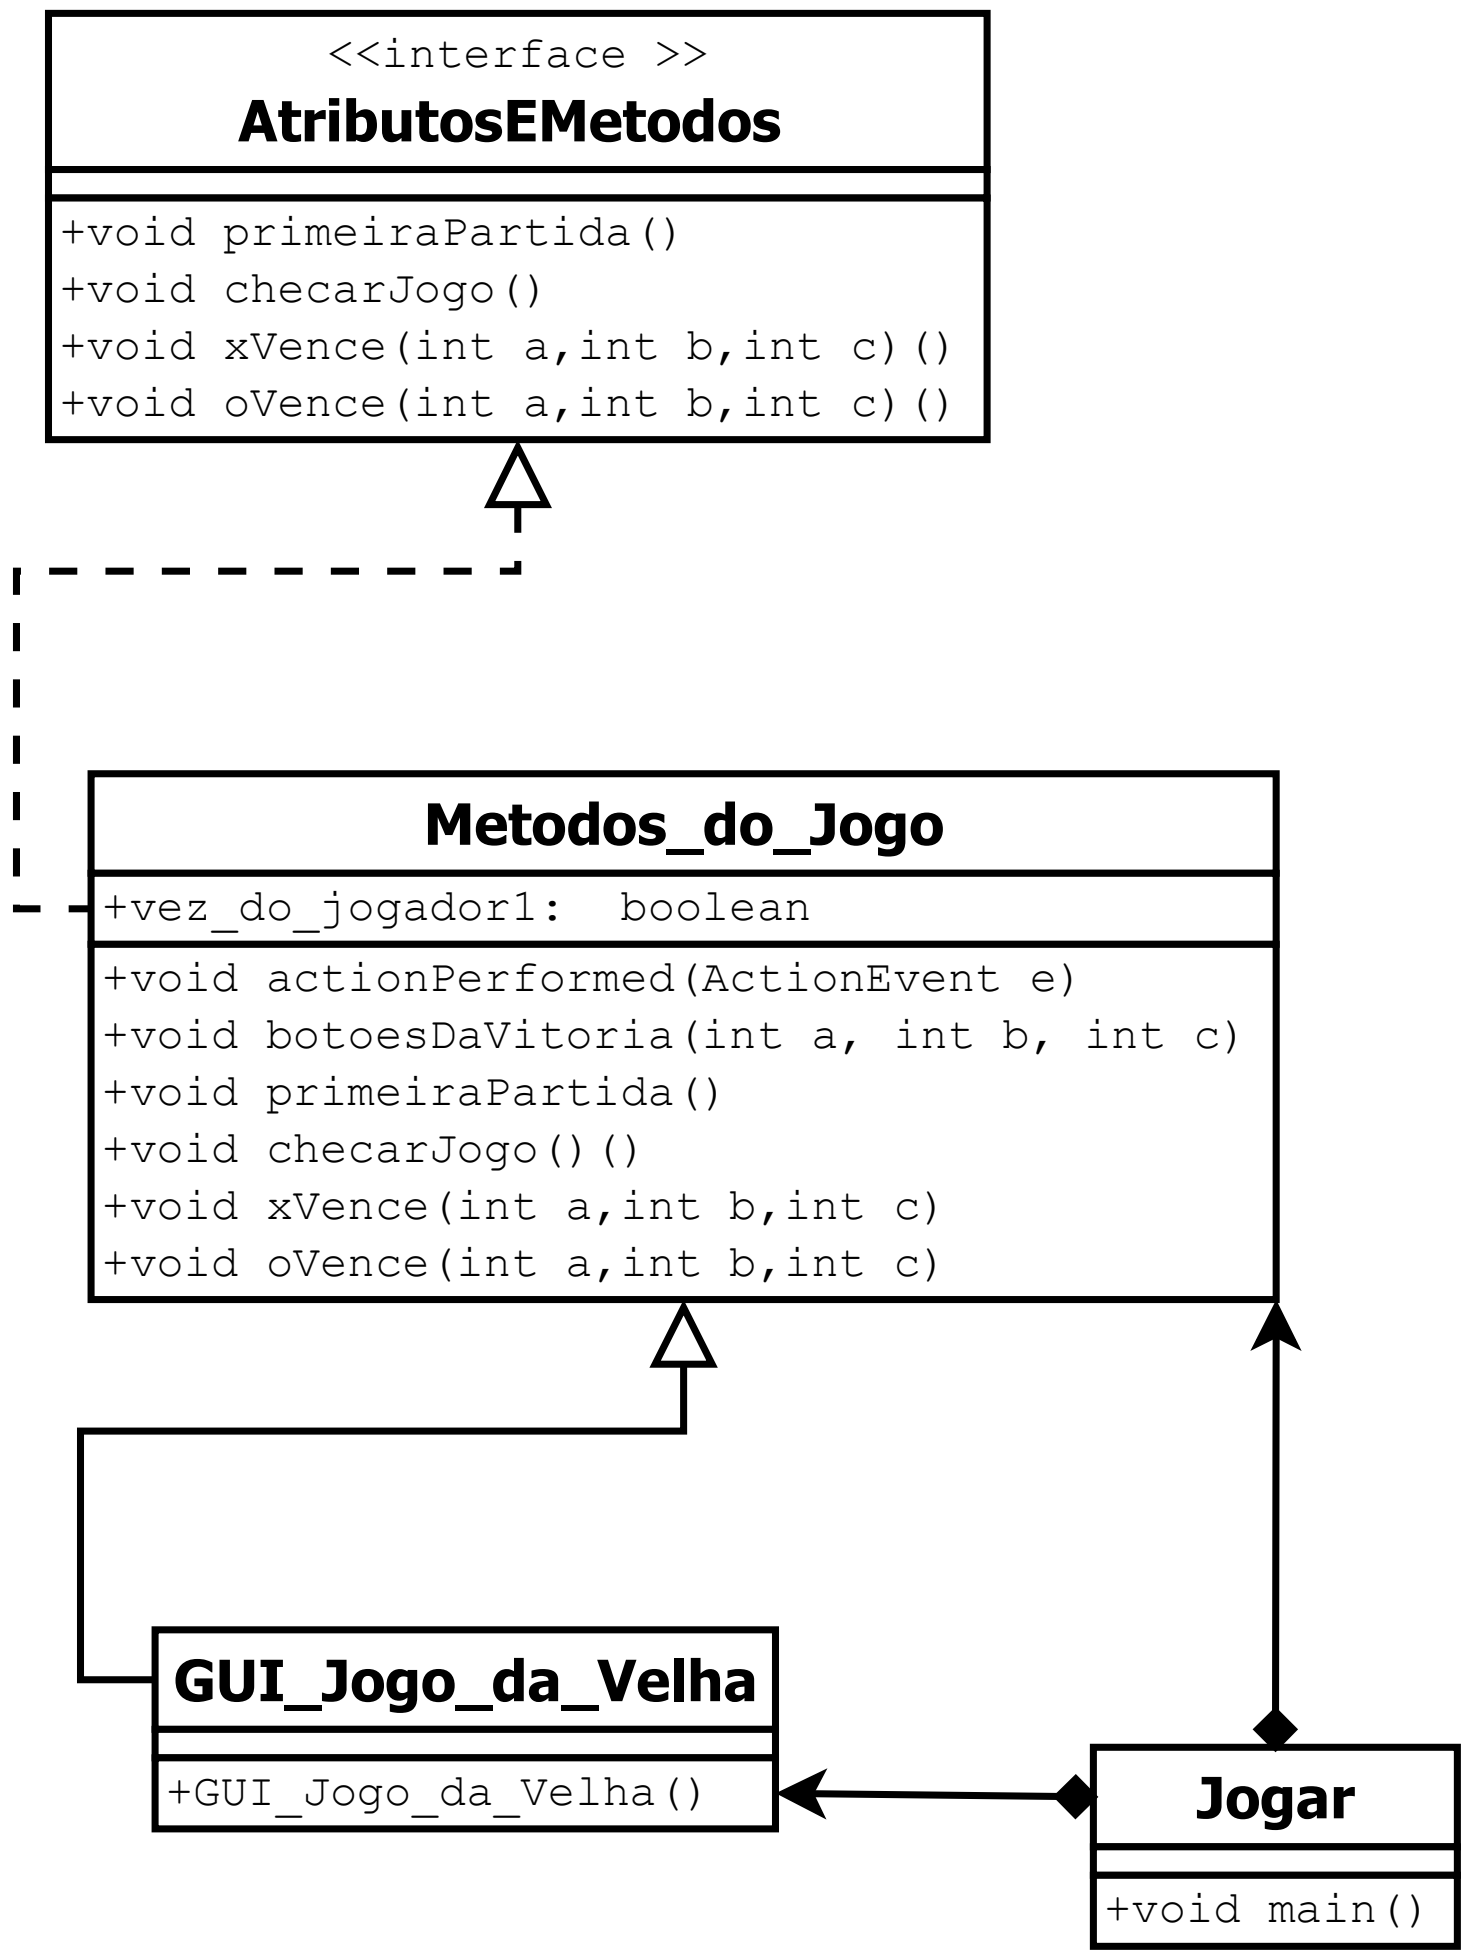 <<interface >>
AtributosEMetodos
+void primeiraPartida()
+void checarJogo()
+void xVence(int a,int b,int c)()
+void oVence(int a,int b,int c)()
Metodos_do_Jogo
+vez_do_jogador1:  boolean
+void actionPerformed(ActionEvent e)
+void botoesDaVitoria(int a, int b, int c)
+void primeiraPartida()
+void checarJogo()()
+void xVence(int a,int b,int c)
+void oVence(int a,int b,int c)
GUI_Jogo_da_Velha
+GUI_Jogo_da_Velha()
Jogar
+void main()